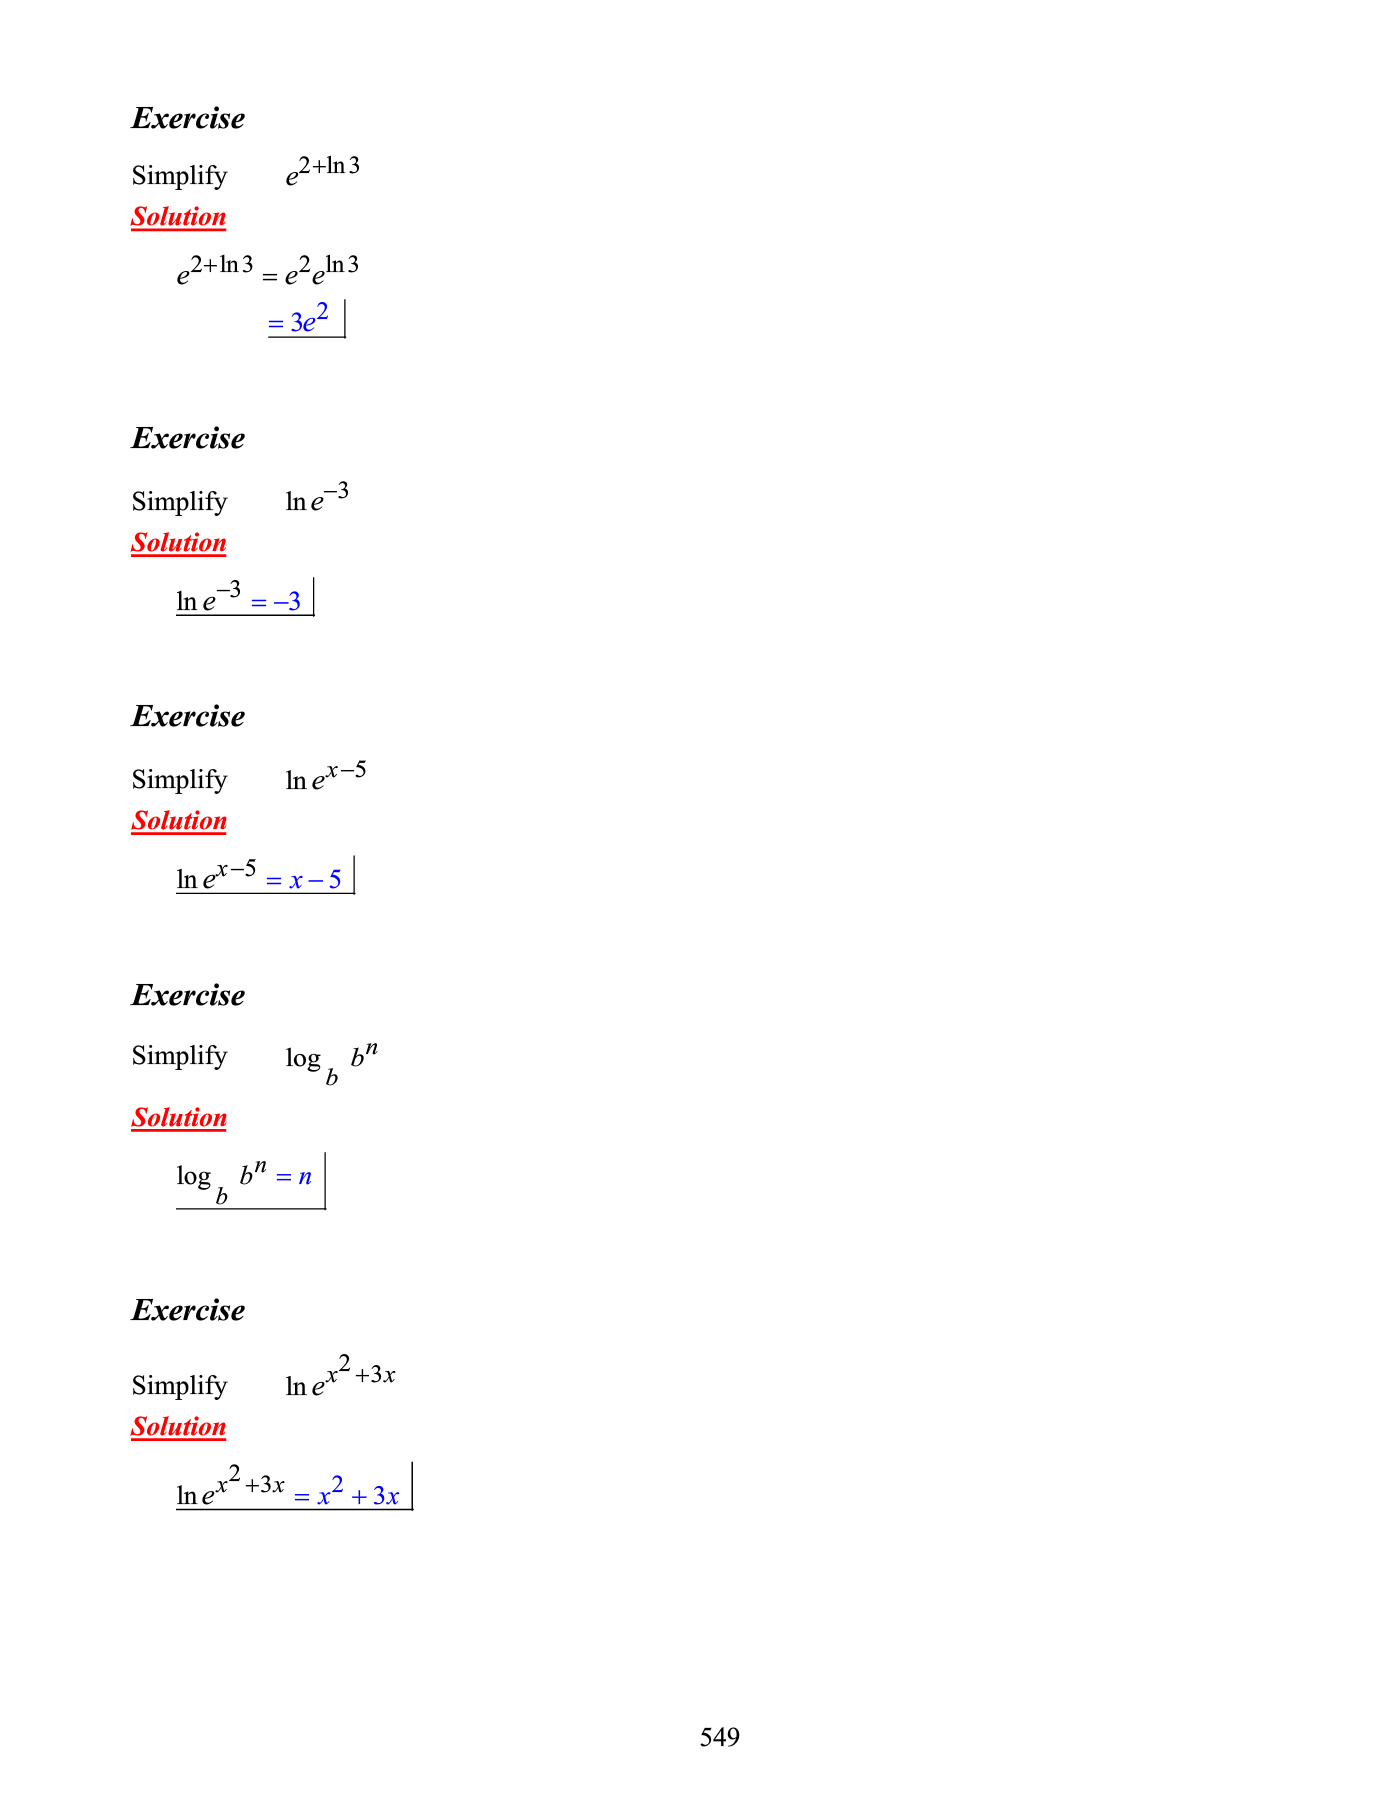 Exercise
Simplify e^{2+ln 3}
Solution
e^{2+ln 3} = e^2 e^{ln 3}
= 3e^2
Exercise
Simplify ln e^{−3}
Solution
ln e^{−3} = −3
Exercise
Simplify ln e^{x−5}
Solution
ln e^{x−5} = x − 5
Exercise
Simplify log_b b^n
Solution
log_b b^n = n
Exercise
Simplify ln e^{x^2+3x}
Solution
ln e^{x^2+3x} = x^2 + 3x
549